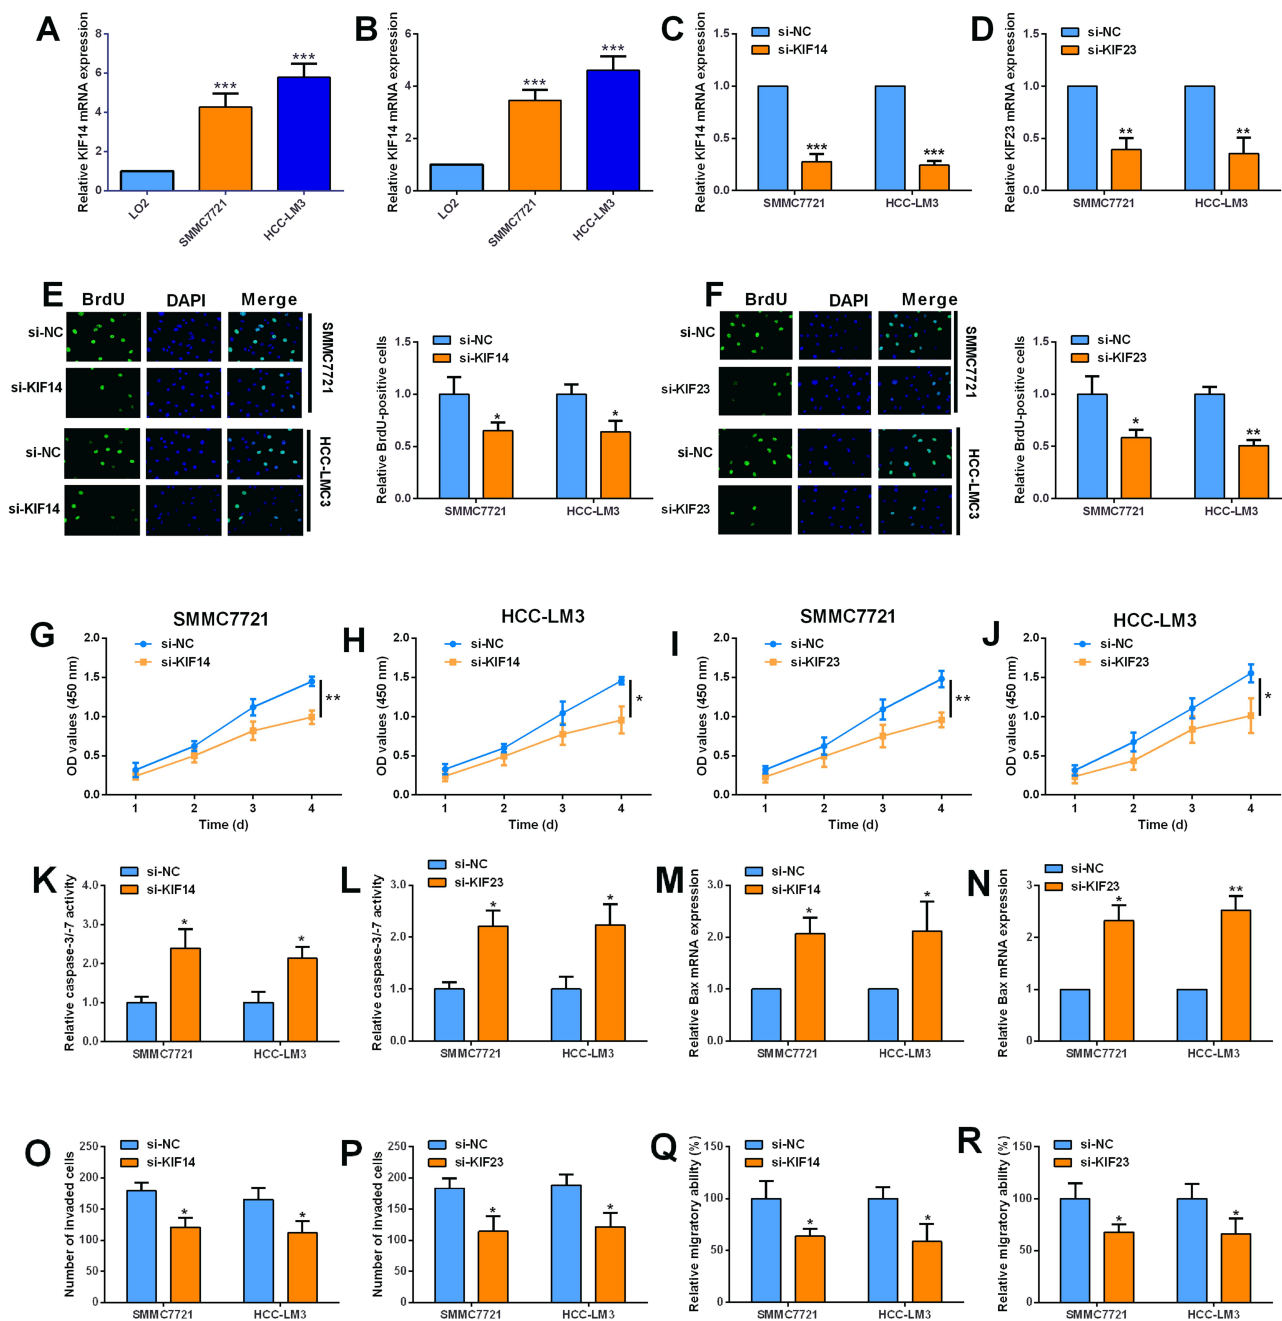 A
Relative KIF14 mRNA expression
8
6
4
2
0
***
***
LO2
SMMC7721
HCC-LM3
B
Relative KIF14 mRNA expression
6
4
2
0
***
***
LO2
SMMC7721
HCC-LM3
C
si-NC
si-KIF14
Relative KIF14 mRNA expression
1.5
1.0
0.5
0.0
***
***
SMMC7721
HCC-LM3
D
si-NC
si-KIF23
Relative KIF23 mRNA expression
1.5
1.0
0.5
0.0
**
**
SMMC7721
HCC-LM3
E
BrdU
DAPI
Merge
si-NC
si-KIF14
si-NC
si-KIF14
SMMC7721
HCC-LMC3
si-NC
si-KIF14
Relative BrdU-positive cells
1.5
1.0
0.5
0.0
*
*
SMMC7721
HCC-LM3
F
BrdU
DAPI
Merge
si-NC
si-KIF23
si-NC
si-KIF23
SMMC7721
HCC-LMC3
si-NC
si-KIF23
Relative BrdU-positive cells
1.5
1.0
0.5
0.0
*
**
SMMC7721
HCC-LM3
G
SMMC7721
si-NC
si-KIF14
OD values (450 nm)
2.0
1.5
1.0
0.5
0.0
**
1
2
3
4
Time (d)
H
HCC-LM3
si-NC
si-KIF14
OD values (450 nm)
2.0
1.5
1.0
0.5
0.0
*
1
2
3
4
Time (d)
I
SMMC7721
si-NC
si-KIF23
OD values (450 nm)
2.0
1.5
1.0
0.5
0.0
**
1
2
3
4
Time (d)
J
HCC-LM3
si-NC
si-KIF23
OD values (450 nm)
2.0
1.5
1.0
0.5
0.0
*
1
2
3
4
Time (d)
K
si-NC
si-KIF14
Relative caspase-3/-7 activity
4.0
3.0
2.0
1.0
0.0
*
*
SMMC7721
HCC-LM3
L
si-NC
si-KIF23
Relative caspase-3/-7 activity
3.0
2.0
1.0
0.0
*
*
SMMC7721
HCC-LM3
M
si-NC
si-KIF14
Relative Bax mRNA expression
3
2
1
0
*
*
SMMC7721
HCC-LM3
N
si-NC
si-KIF23
Relative Bax mRNA expression
3
2
1
0
*
**
SMMC7721
HCC-LM3
O
si-NC
si-KIF14
Number of invaded cells
250
200
150
100
50
0
*
*
SMMC7721
HCC-LM3
P
si-NC
si-KIF23
Number of invaded cells
250
200
150
100
50
0
*
*
SMMC7721
HCC-LM3
Q
si-NC
si-KIF14
Relative migratory ability (%)
150
100
50
0
*
*
SMMC7721
HCC-LM3
R
si-NC
si-KIF23
Relative migratory ability (%)
150
100
50
0
*
*
SMMC7721
HCC-LM3